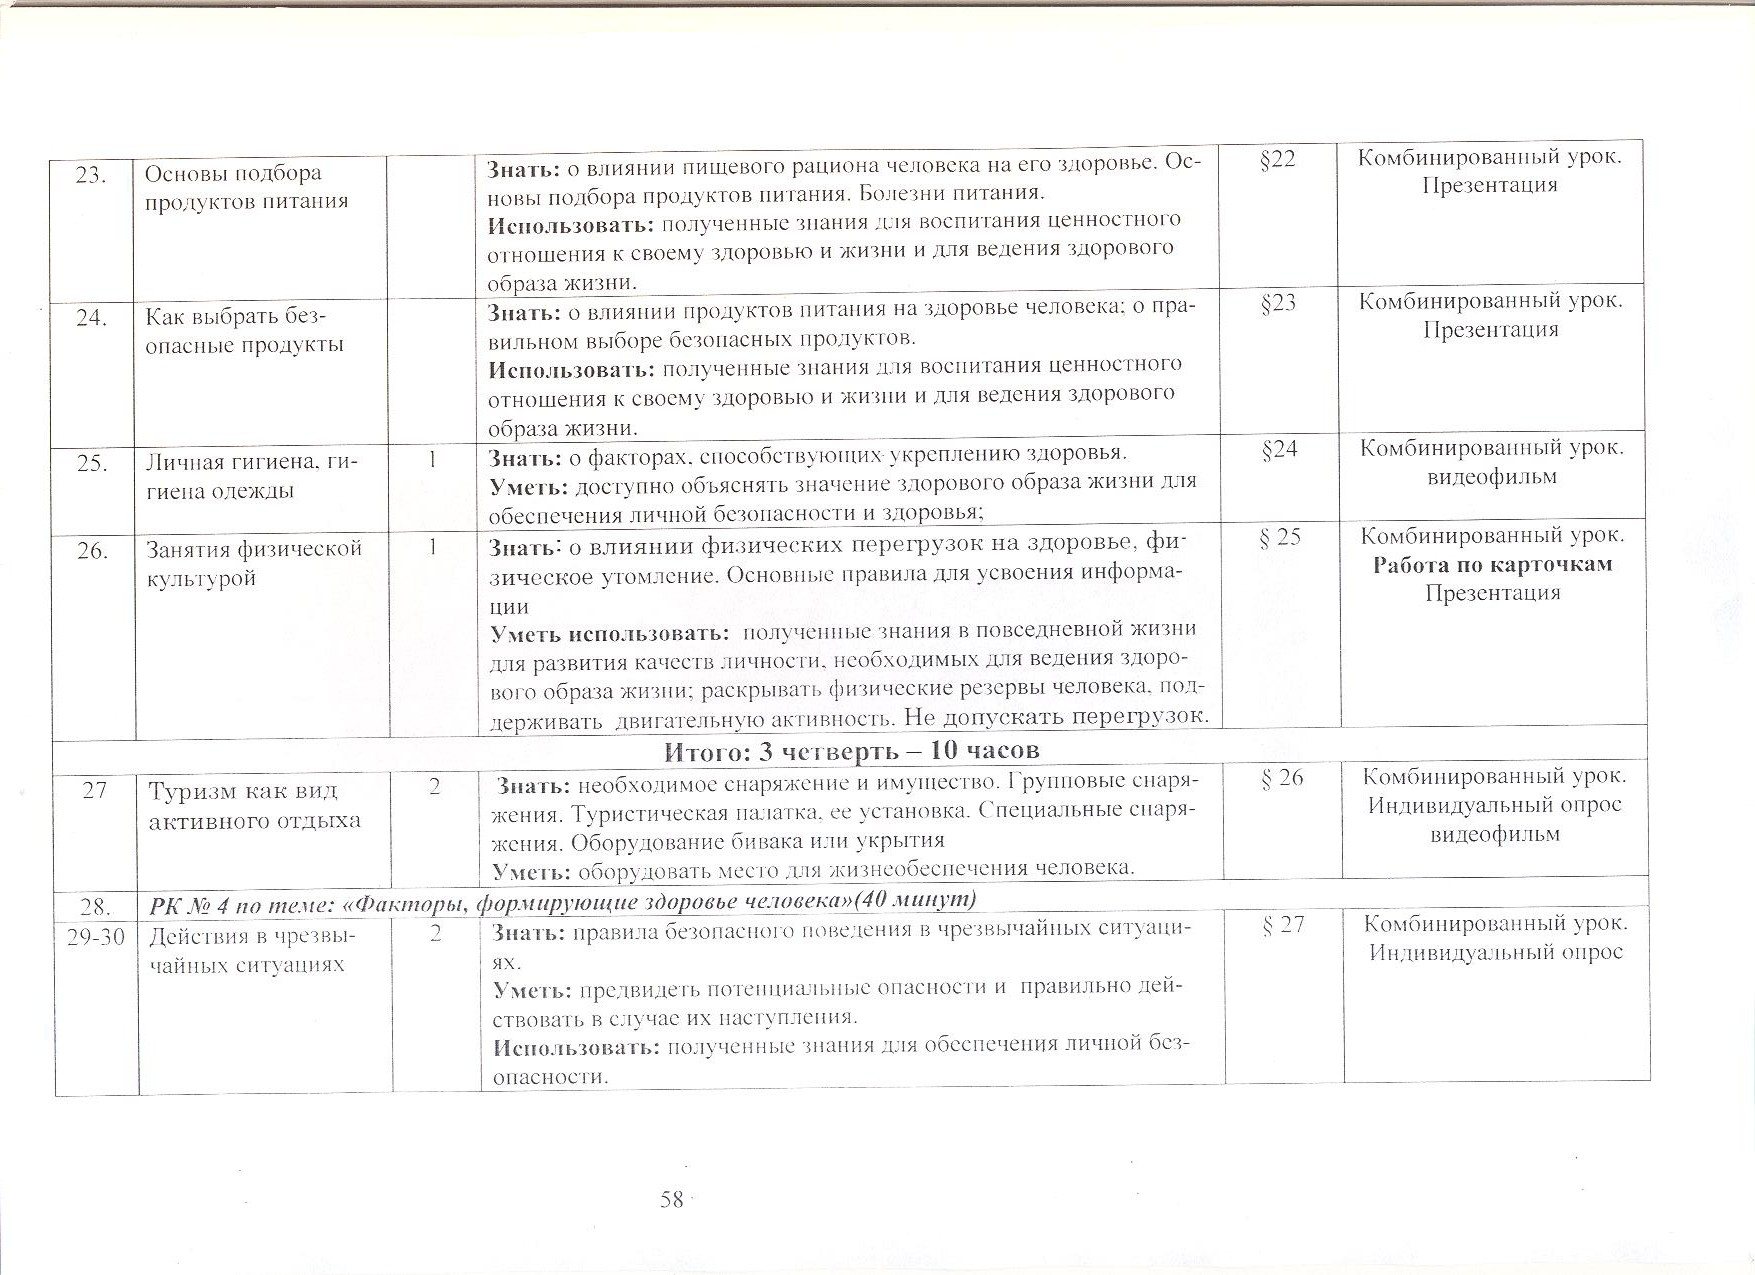 23.
Основы подбора
продуктов питания
Знать: о влиянии пищевого рациона человека на его здоровье. Ос-
новы подбора продуктов питания. Болезни питания.
Использовать: полученные знания для воспитания ценностного
отношения к своему здоровью и жизни и для ведения здорового
образа жизни.
§22
Комбинированный урок.
Презентация
24.
Как выбрать без-
опасные продукты
Знать: о влиянии продуктов питания на здоровье человека; о пра-
вильном выборе безопасных продуктов.
Использовать: полученные знания для воспитания ценностного
отношения к своему здоровью и жизни и для ведения здорового
образа жизни.
§23
Комбинированный урок.
Презентация
25.
Личная гигиена, ги-
гиена одежды
1
Знать: о факторах, способствующих укреплению здоровья.
Уметь: доступно объяснять значение здорового образа жизни для
обеспечения личной безопасности и здоровья;
§24
Комбинированный урок.
видеофильм
26.
Занятия физической
культурой
1
Знать: о влиянии физических перегрузок на здоровье, фи-
зическое утомление. Основные правила для усвоения информа-
ции
Уметь использовать: полученные знания в повседневной жизни
для развития качеств личности, необходимых для ведения здоро-
вого образа жизни; раскрывать физические резервы человека, под-
держивать двигательную активность. Не допускать перегрузок.
§ 25
Комбинированный урок.
Работа по карточкам
Презентация
Итого: 3 четверть – 10 часов
27
Туризм как вид
активного отдыха
2
Знать: необходимое снаряжение и имущество. Групповые снаря-
жения. Туристическая палатка, ее установка. Специальные снаря-
жения. Оборудование бивака или укрытия
Уметь: оборудовать место для жизнеобеспечения человека.
§ 26
Комбинированный урок.
Индивидуальный опрос
видеофильм
28.
РК № 4 по теме: «Факторы, формирующие здоровье человека»(40 минут)
29-30
Действия в чрезвы-
чайных ситуациях
2
Знать: правила безопасного поведения в чрезвычайных ситуаци-
ях.
Уметь: предвидеть потенциальные опасности и правильно дей-
ствовать в случае их наступления.
Использовать: полученные знания для обеспечения личной без-
опасности.
§ 27
Комбинированный урок.
Индивидуальный опрос
58